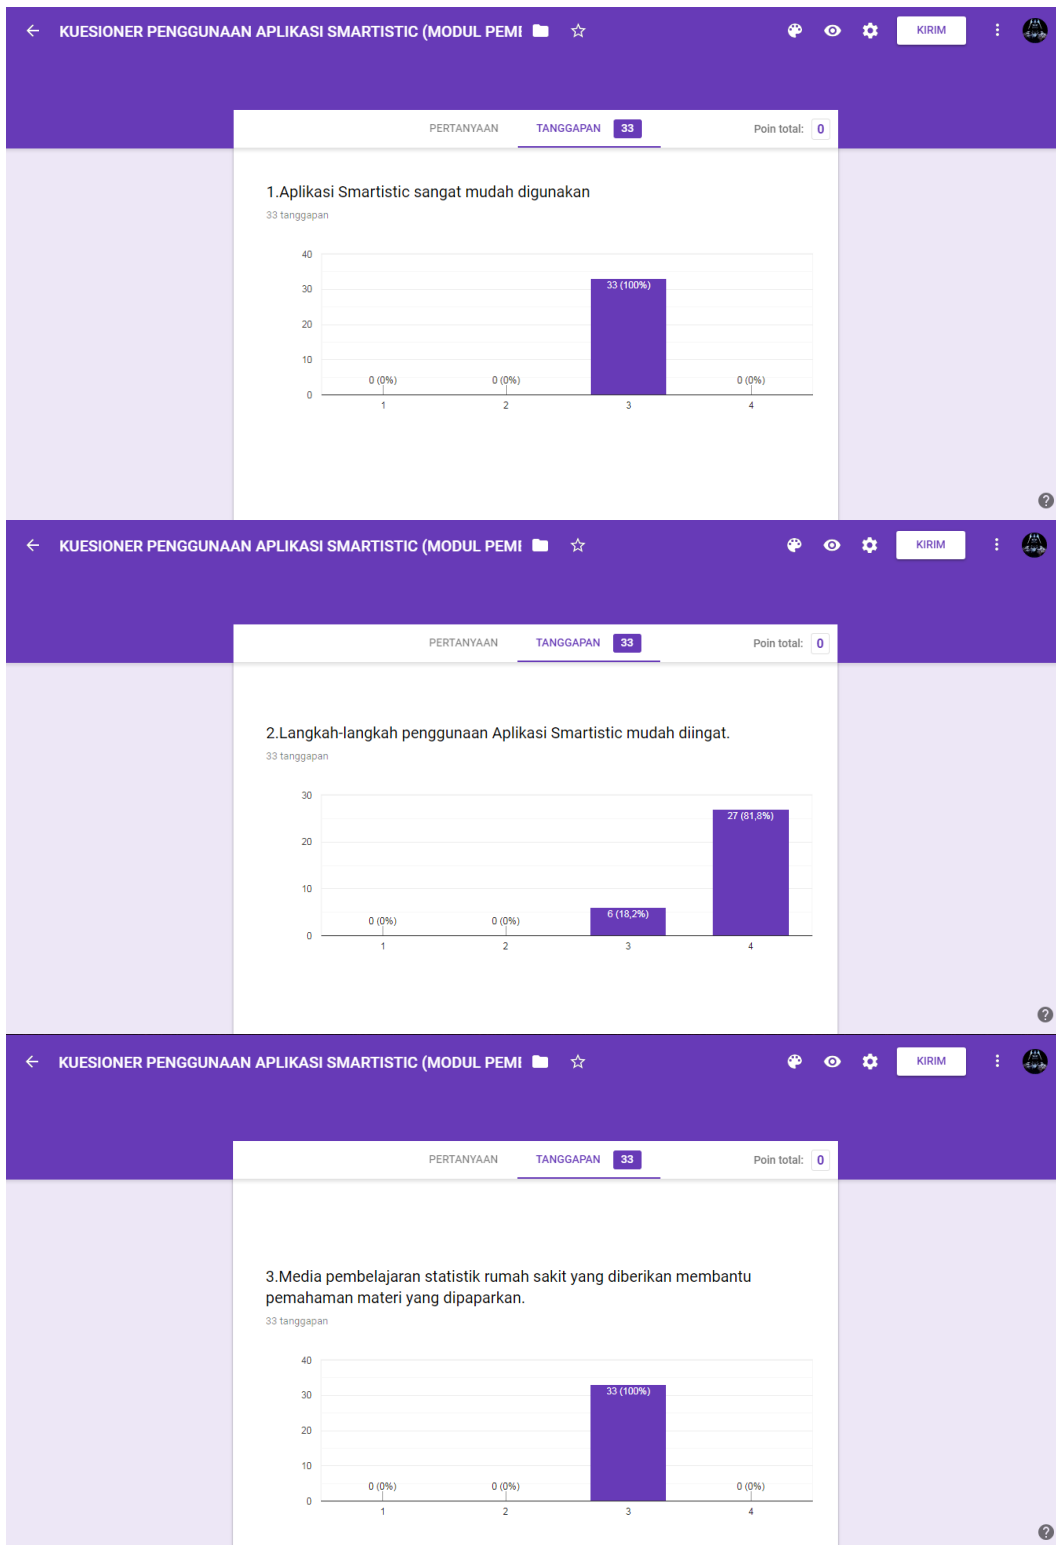 KUESIONER PENGGUNAAN APLIKASI SMARTISTIC (MODUL PEMB
KIRIM
PERTANYAAN TANGGAPAN 33 Poin total: 0
1.Aplikasi Smartistic sangat mudah digunakan
33 tanggapan
40
30
20
10
0
0 (0%) 0 (0%) 33 (100%) 0 (0%)
1 2 3 4
KUESIONER PENGGUNAAN APLIKASI SMARTISTIC (MODUL PEMB
KIRIM
PERTANYAAN TANGGAPAN 33 Poin total: 0
2.Langkah-langkah penggunaan Aplikasi Smartistic mudah diingat.
33 tanggapan
30
20
10
0
0 (0%) 0 (0%) 6 (18,2%) 27 (81,8%)
1 2 3 4
KUESIONER PENGGUNAAN APLIKASI SMARTISTIC (MODUL PEMB
KIRIM
PERTANYAAN TANGGAPAN 33 Poin total: 0
3.Media pembelajaran statistik rumah sakit yang diberikan membantu
pemahaman materi yang dipaparkan.
33 tanggapan
40
30
20
10
0
0 (0%) 0 (0%) 33 (100%) 0 (0%)
1 2 3 4